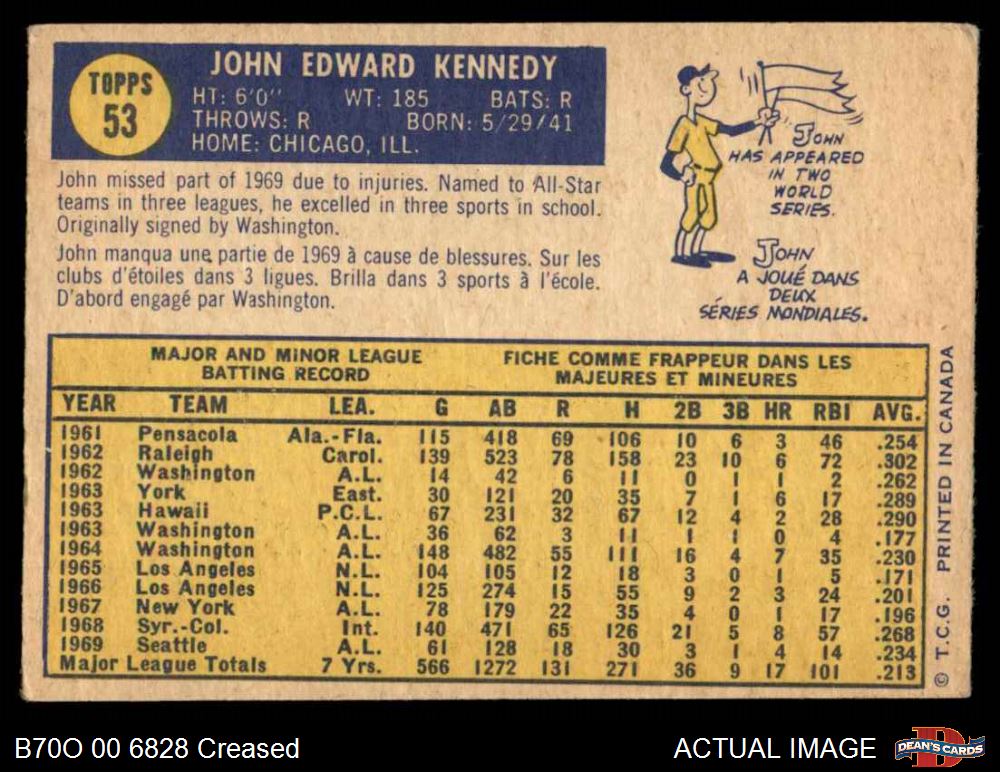 TOPPS
53
JOHN EDWARD KENNEDY
HT: 6'0" WT: 185 BATS: R
THROWS: R BORN: 5/29/41
HOME: CHICAGO, ILL.
John missed part of 1969 due to injuries. Named to All-Star
teams in three leagues, he excelled in three sports in school.
Originally signed by Washington.
John manqua une partie de 1969 à cause de blessures. Sur les
clubs d'étoiles dans 3 ligues. Brilla dans 3 sports à l'école.
D'abord engagé par Washington.
JOHN
HAS APPEARED
IN TWO
WORLD
SERIES.
JOHN
A JOUÉ DANS
DEUX
SÉRIES MONDIALES.
MAJOR AND MINOR LEAGUE
BATTING RECORD
FICHE COMME FRAPPEUR DANS LES
MAJEURES ET MINEURES
YEAR TEAM LEA. G AB R H 2B 3B HR RBI AVG.
1961 Pensacola Ala.-Fla. 115 418 69 106 10 6 3 46 .254
1962 Raleigh Carol. 139 523 78 158 23 10 6 72 .302
1962 Washington A.L. 14 42 6 11 0 1 1 2 .262
1963 York East. 30 121 20 35 7 1 6 17 .289
1963 Hawaii P.C.L. 67 231 32 67 12 4 2 28 .290
1963 Washington A.L. 36 62 3 11 1 1 0 4 .177
1964 Washington A.L. 148 482 55 111 16 4 7 35 .230
1965 Los Angeles N.L. 104 105 12 18 3 0 1 5 .171
1966 Los Angeles N.L. 125 274 15 55 9 2 3 24 .201
1967 New York A.L. 78 179 22 35 4 0 1 17 .196
1968 Syr.-Col. Int. 140 471 65 126 21 5 8 57 .268
1969 Seattle A.L. 61 128 18 30 3 1 4 14 .234
Major League Totals 7 Yrs. 566 1272 131 271 36 9 17 101 .213
© T.C.G. PRINTED IN CANADA
B70O 00 6828 Creased
ACTUAL IMAGE
DEAN'S CARDS